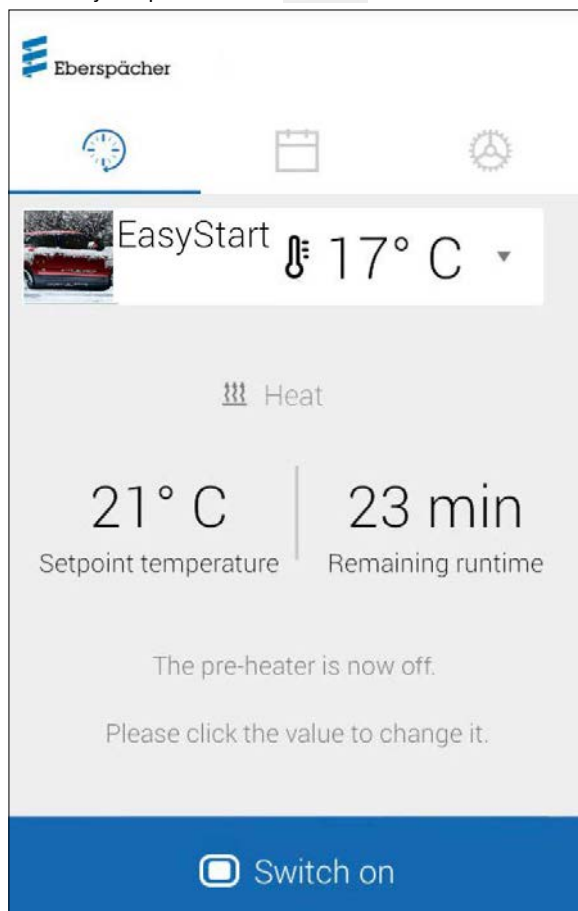 Eberspächer
EasyStart 17° C
Heat
21° C 23 min
Setpoint temperature Remaining runtime
The pre-heater is now off.
Please click the value to change it.
Switch on